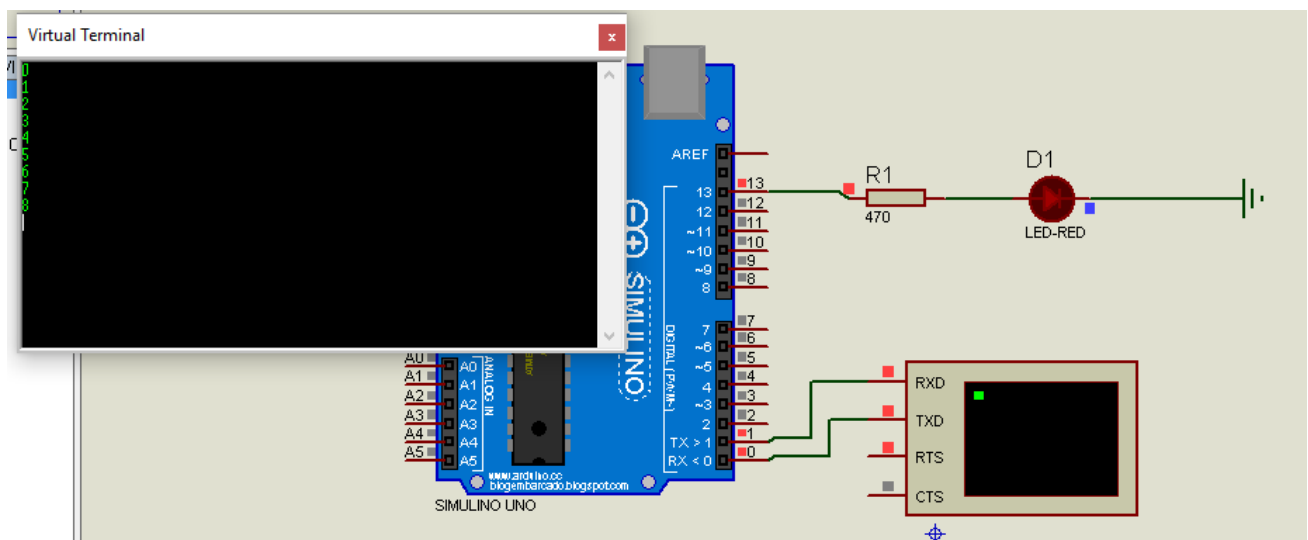 Virtual Terminal
x
0
1
2
3
4
5
6
7
8
AREF
13
12
~11
~10
~9
8
7
~6
~5
4
~3
2
TX > 1
RX < 0
13
12
11
10
9
8
7
6
5
4
3
2
1
0
DIGITAL (PWM~)
SIMULINO
ANALOG IN
A0
A1
A2
A3
A4
A5
A0
A1
A2
A3
A4
A5
www.arduino.cc
blogembarcado.blogspot.com
SIMULINO UNO
R1
470
D1
LED-RED
RXD
TXD
RTS
CTS